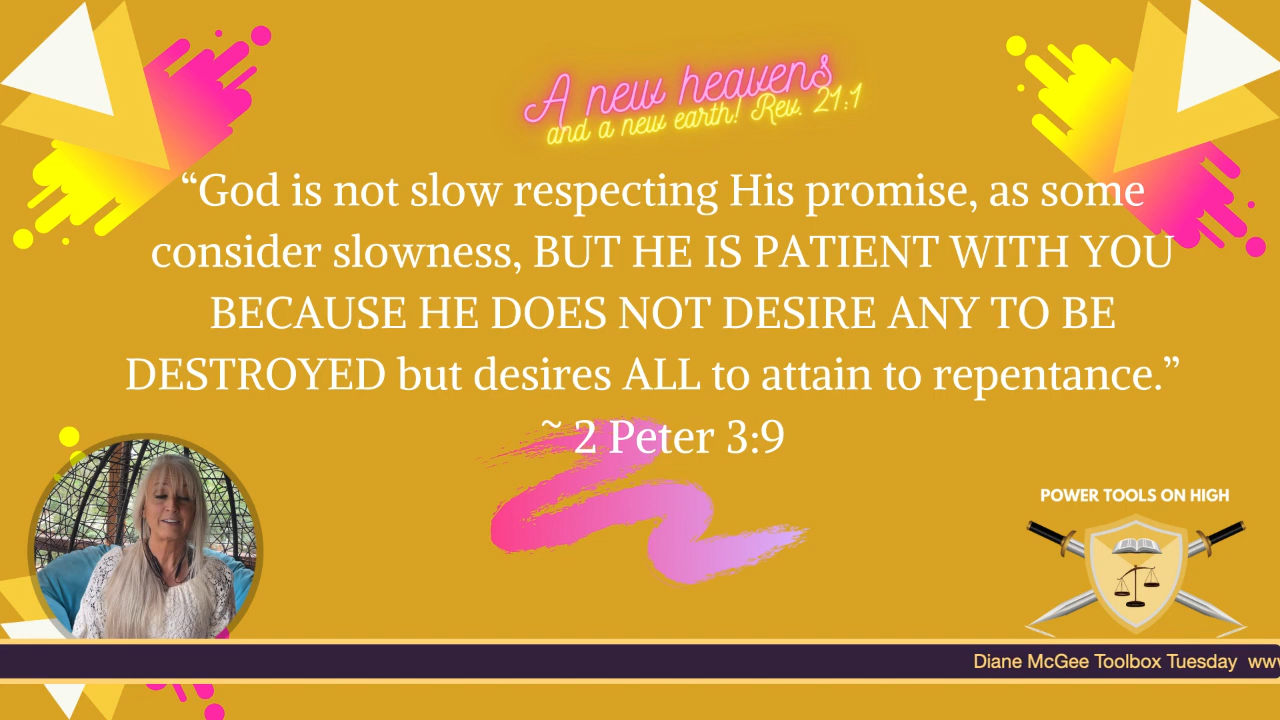 A new heavens
and a new earth! Rev. 21:1
“God is not slow respecting His promise, as some
consider slowness, BUT HE IS PATIENT WITH YOU
BECAUSE HE DOES NOT DESIRE ANY TO BE
DESTROYED but desires ALL to attain to repentance.”
~ 2 Peter 3:9
POWER TOOLS ON HIGH
Diane McGee Toolbox Tuesday